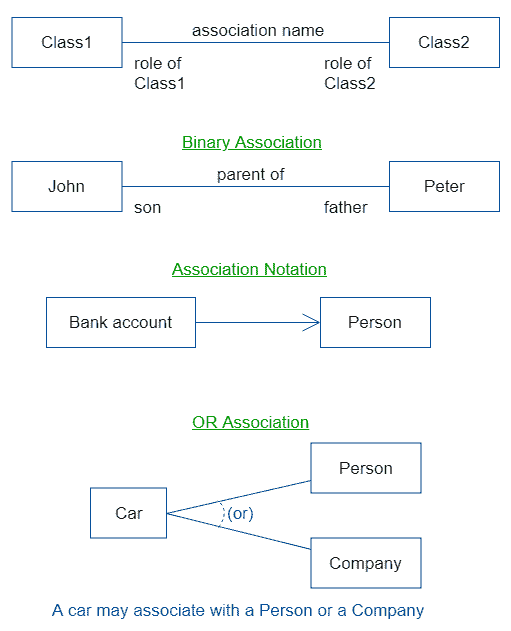 Class1
association name
Class2
role of
Class1
role of
Class2
Binary Association
John
parent of
Peter
son
father
Association Notation
Bank account
Person
OR Association
Person
Car
(or)
Company
A car may associate with a Person or a Company